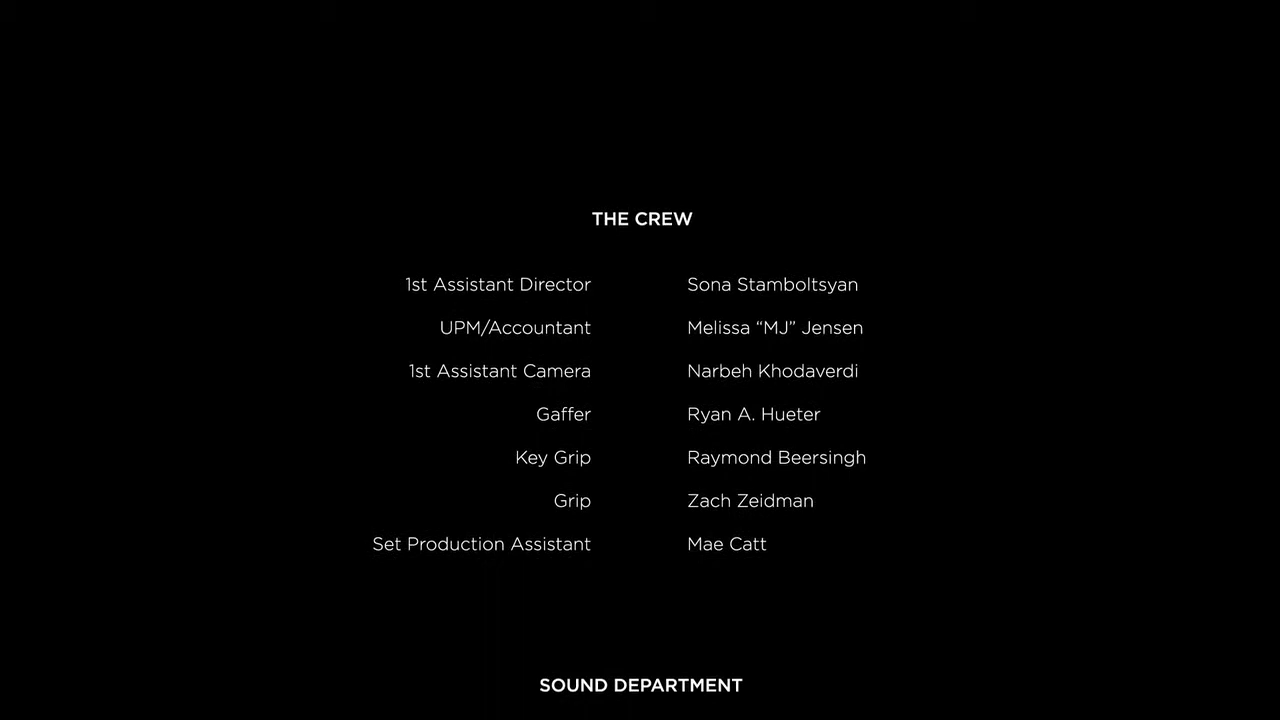 THE CREW
1st Assistant Director Sona Stamboltsyan
UPM/Accountant Melissa “MJ” Jensen
1st Assistant Camera Narbeh Khodaverdi
Gaffer Ryan A. Hueter
Key Grip Raymond Beersingh
Grip Zach Zeidman
Set Production Assistant Mae Catt
SOUND DEPARTMENT